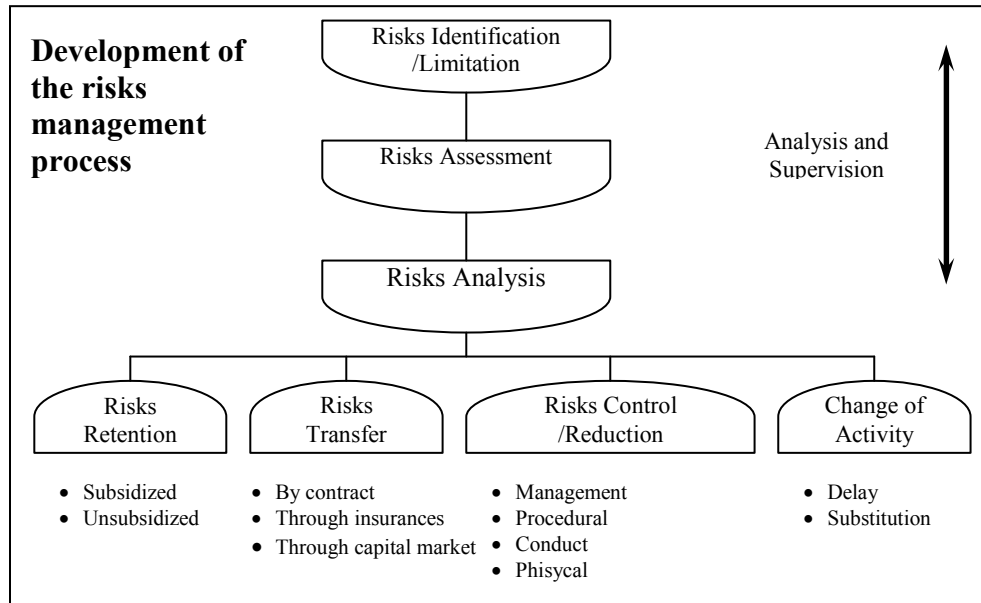 Development of
the risks
management
process
Risks Identification
/Limitation
Risks Assessment
Analysis and
Supervision
Risks Analysis
Risks
Retention
Risks
Transfer
Risks Control
/Reduction
Change of
Activity
• Subsidized
• Unsubsidized
• By contract
• Through insurances
• Through capital market
• Management
• Procedural
• Conduct
• Phisycal
• Delay
• Substitution